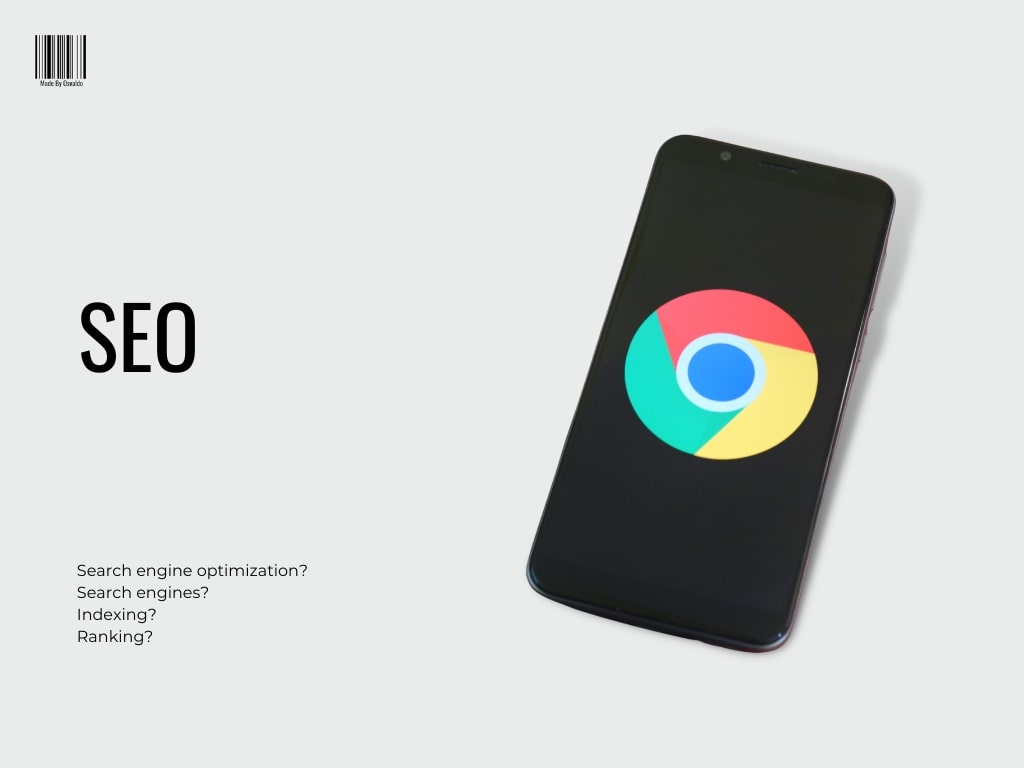 Made By Osvaldo
SEO
Search engine optimization?
Search engines?
Indexing?
Ranking?